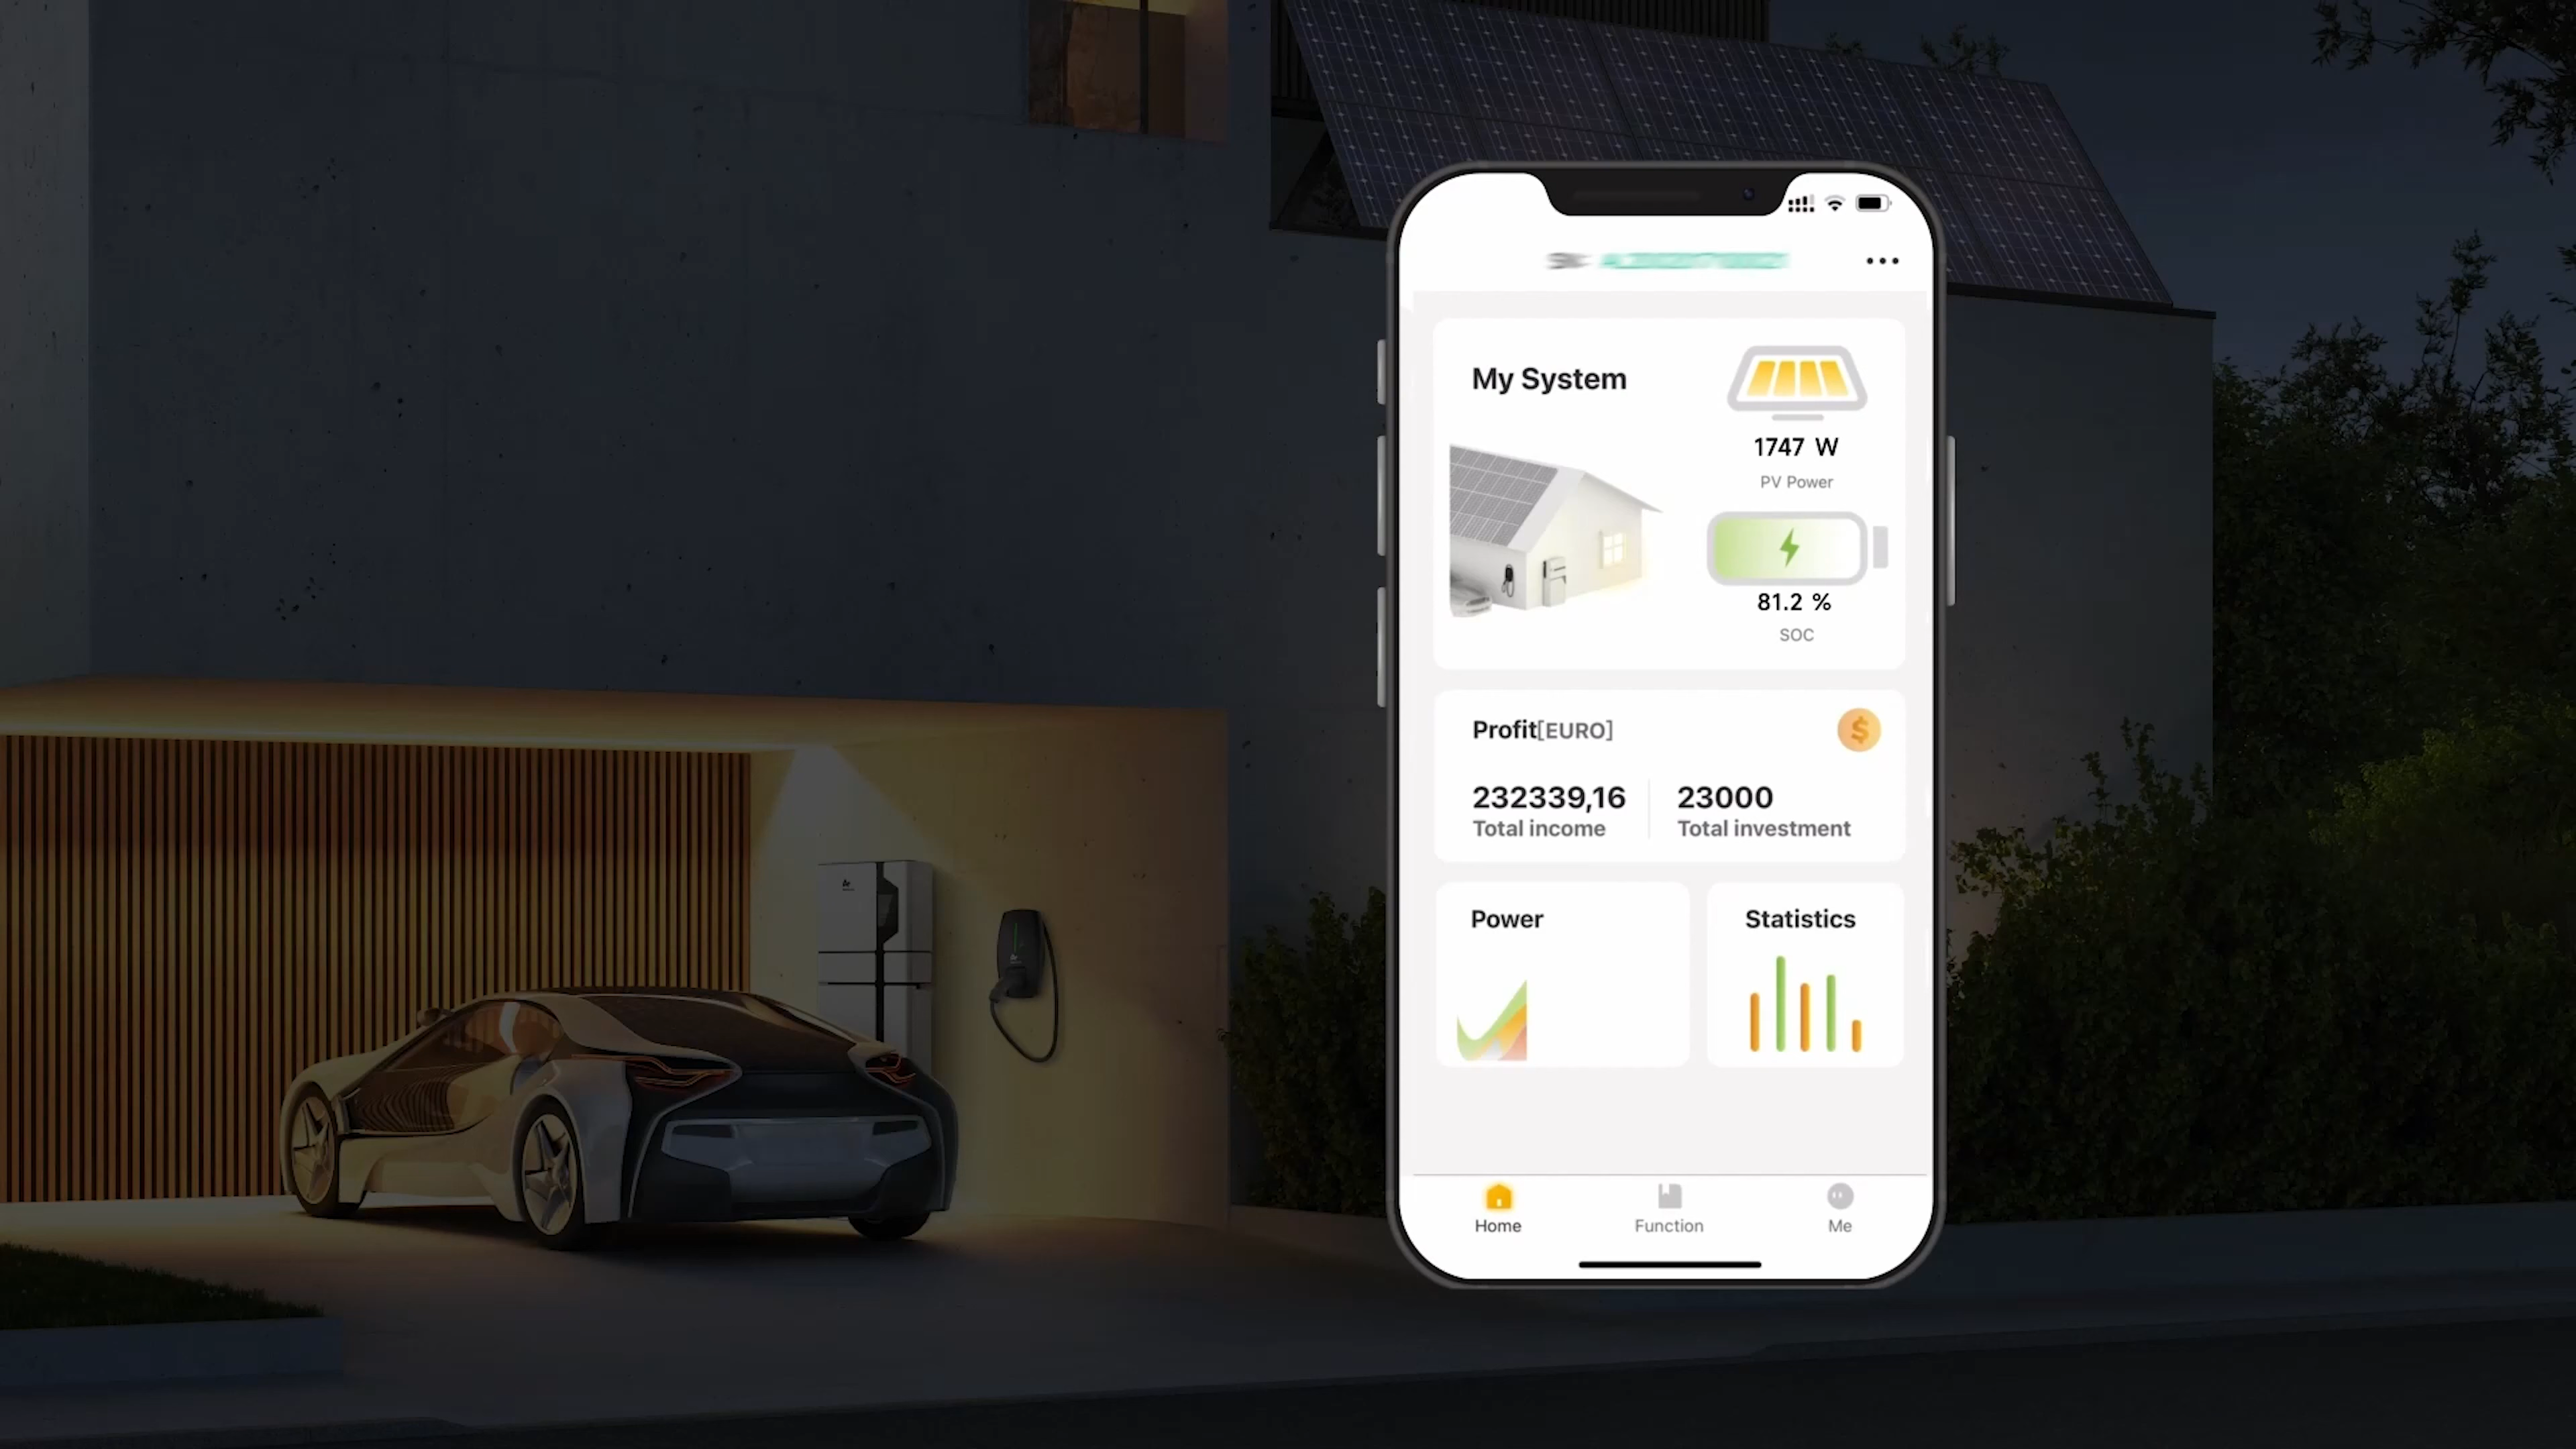 My System
1747 W
PV Power
81.2 %
SOC
Profit[EURO]
$
232339,16
Total income
23000
Total investment
Power
Statistics
Home
Function
Me